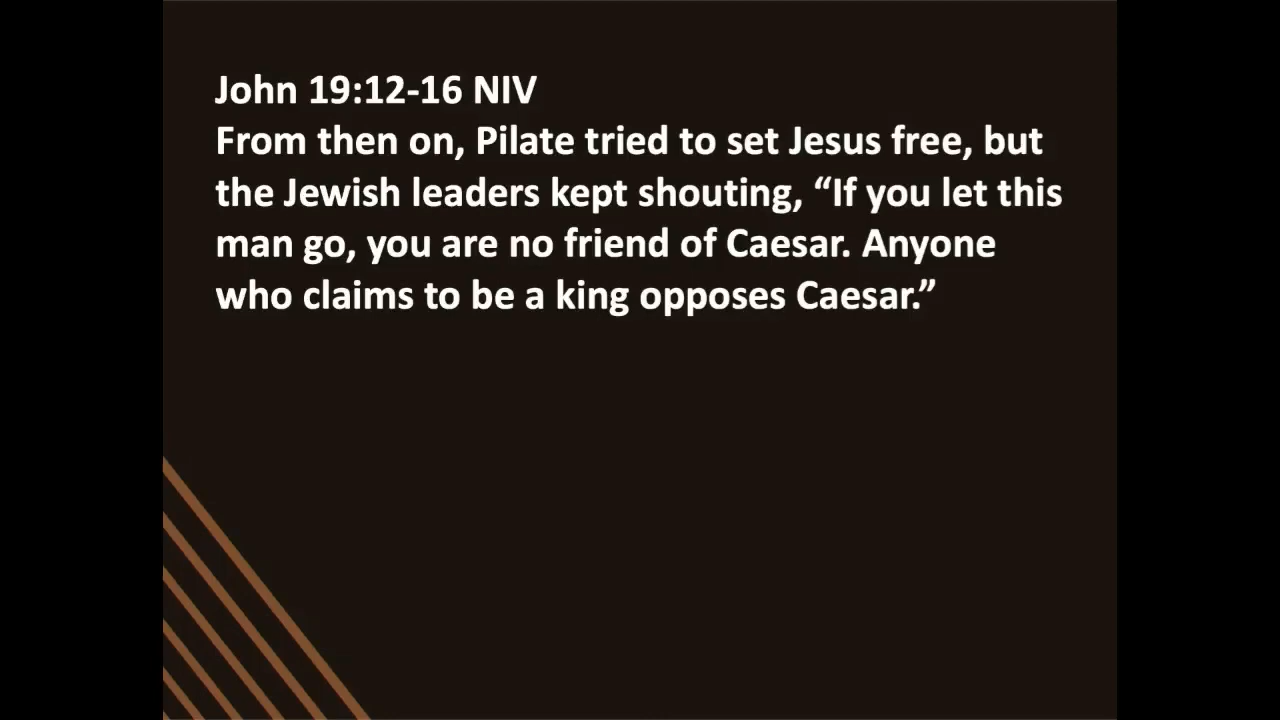 John 19:12-16 NIV
From then on, Pilate tried to set Jesus free, but
the Jewish leaders kept shouting, “If you let this
man go, you are no friend of Caesar. Anyone
who claims to be a king opposes Caesar.”